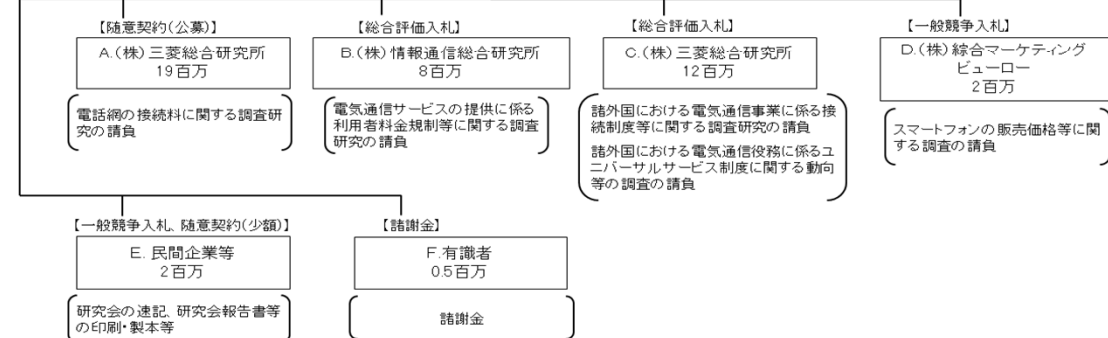 【随意契約(公募)】
A.(株)三菱総合研究所
19百万
電話網の接続料に関する調査研
究の請負
【総合評価入札】
B.(株)情報通信総合研究所
8百万
電気通信サービスの提供に係る
利用者料金規制等に関する調査
研究の請負
【総合評価入札】
C.(株)三菱総合研究所
12百万
諸外国における電気通信事業に係る接
続制度等に関する調査研究の請負
諸外国における電気通信役務に係るユ
ニバーサルサービス制度に関する動向
等の調査の請負
【一般競争入札】
D.(株)綜合マーケティング
ビューロー
2百万
スマートフォンの販売価格等に関
する調査の請負
【一般競争入札、随意契約(少額)】
E. 民間企業等
2百万
研究会の速記、研究会報告書等
の印刷・製本等
【諸謝金】
F.有識者
0.5百万
諸謝金